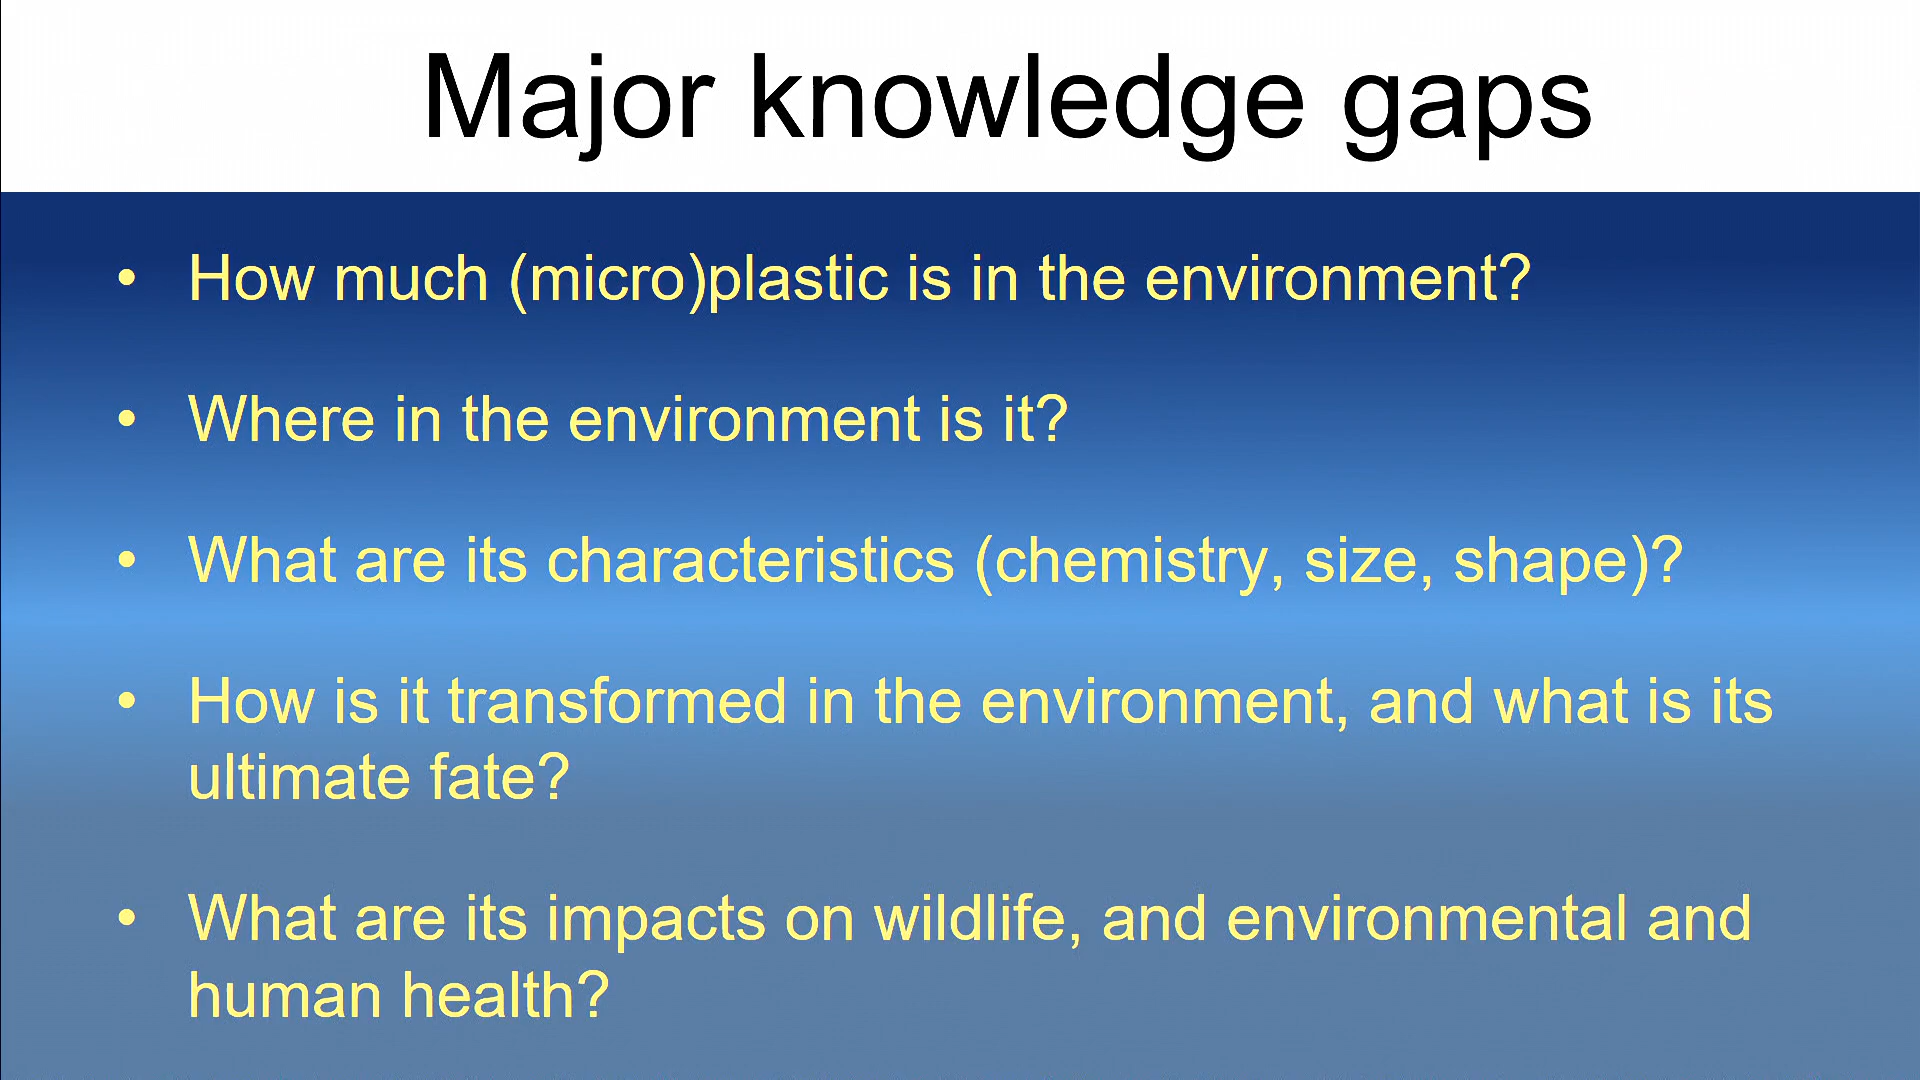 Major knowledge gaps
• How much (micro)plastic is in the environment?
• Where in the environment is it?
• What are its characteristics (chemistry, size, shape)?
• How is it transformed in the environment, and what is its
ultimate fate?
• What are its impacts on wildlife, and environmental and
human health?